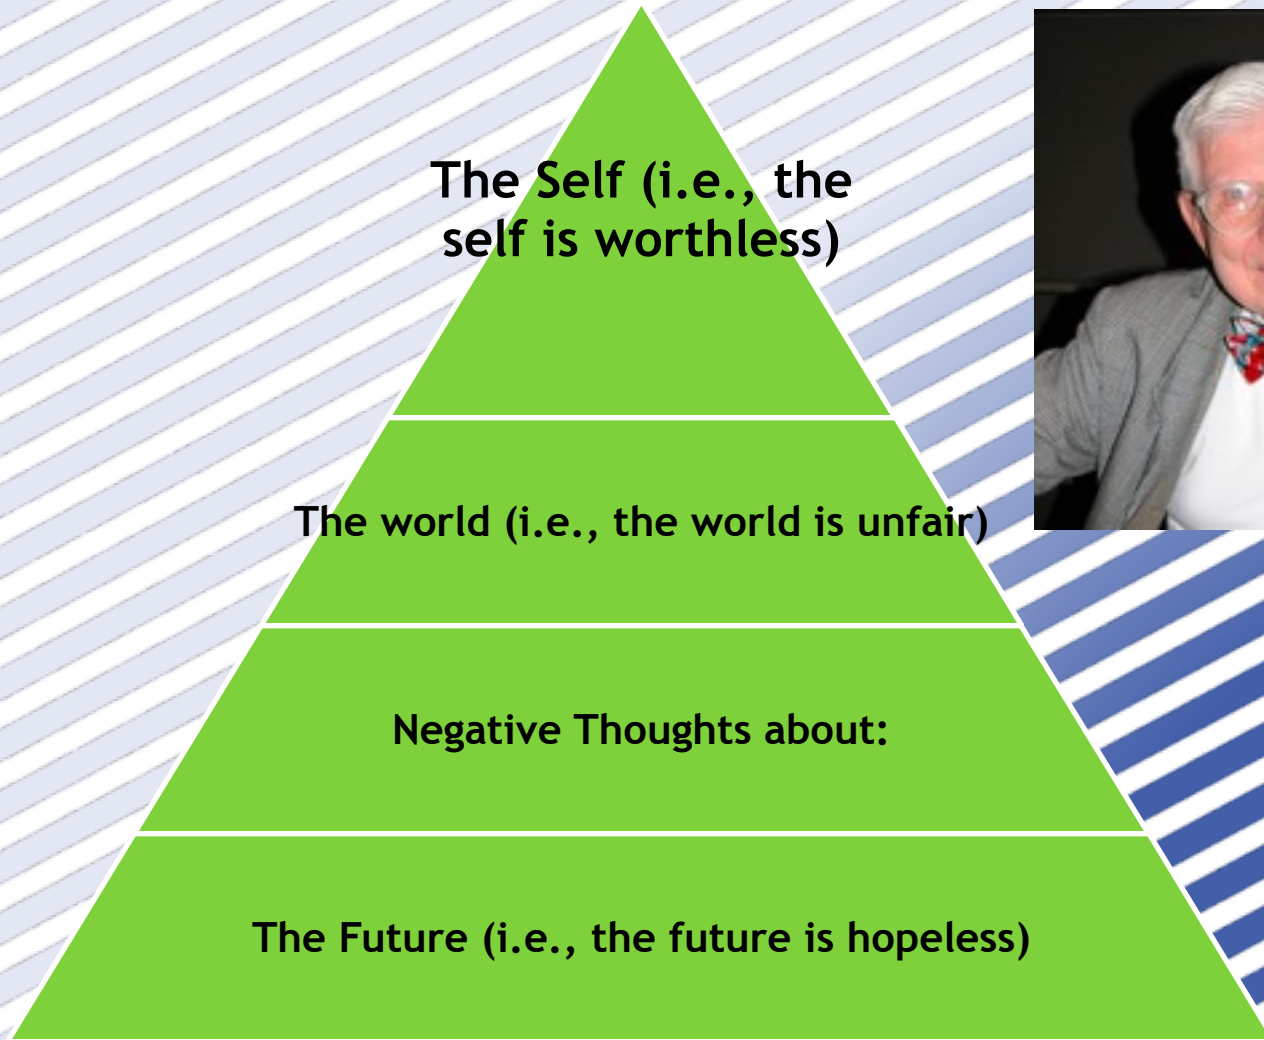 The Self (i.e., the
self is worthless)
The world (i.e., the world is unfair)
Negative Thoughts about:
The Future (i.e., the future is hopeless)